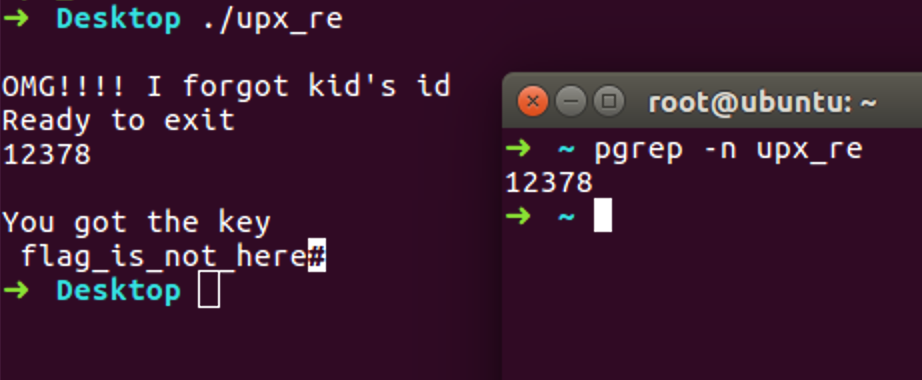 ➜ Desktop ./upx_re
OMG!!!! I forgot kid's id
Ready to exit
12378
You got the key
flag_is_not_here#
➜ Desktop
root@ubuntu: ~
➜ ~ pgrep -n upx_re
12378
➜ ~